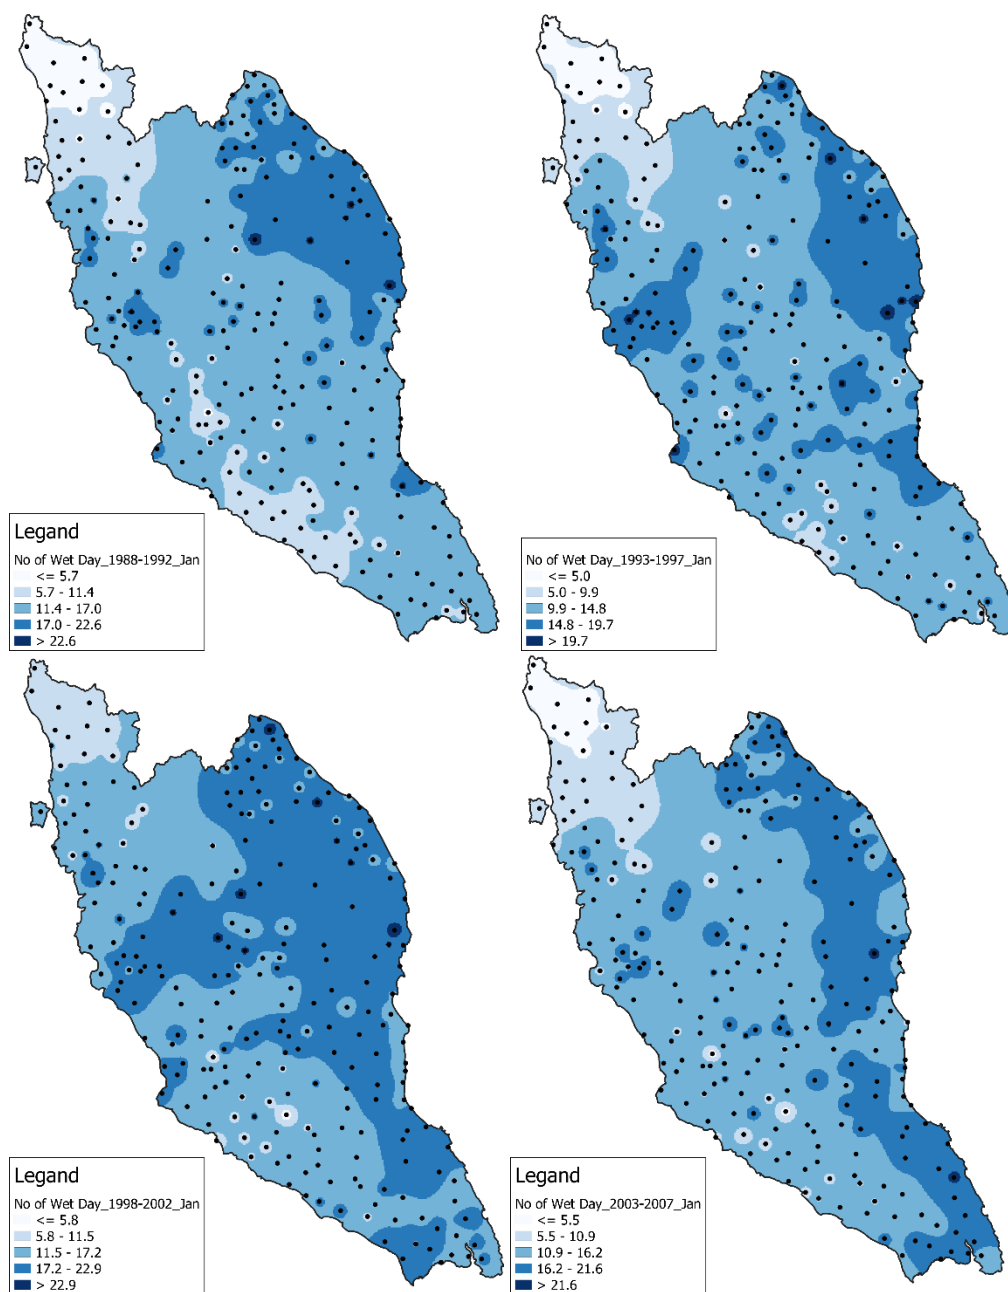 Legand
No of Wet Day_1988-1992_Jan
<= 5.7
5.7 - 11.4
11.4 - 17.0
17.0 - 22.6
> 22.6
No of Wet Day_1993-1997_Jan
<= 5.0
5.0 - 9.9
9.9 - 14.8
14.8 - 19.7
> 19.7
Legand
No of Wet Day_1998-2002_Jan
<= 5.8
5.8 - 11.5
11.5 - 17.2
17.2 - 22.9
> 22.9
Legand
No of Wet Day_2003-2007_Jan
<= 5.5
5.5 - 10.9
10.9 - 16.2
16.2 - 21.6
> 21.6